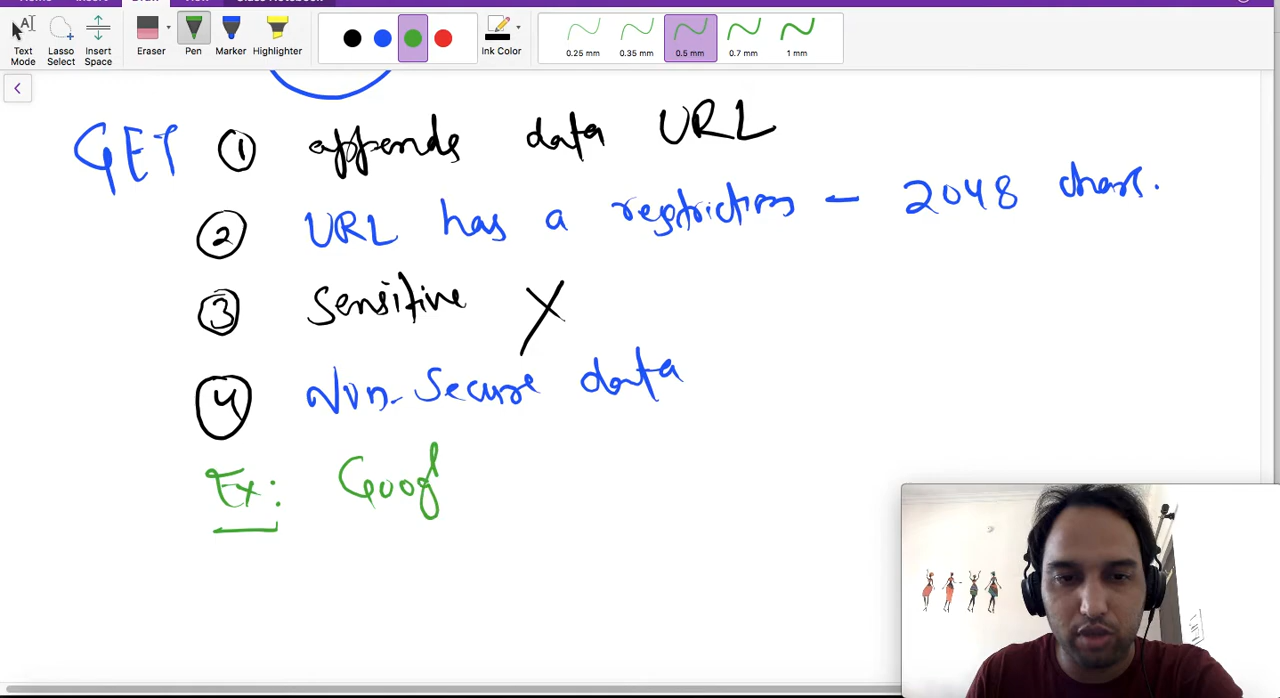 Text Mode
Lasso Select
Insert Space
Eraser
Pen
Marker
Highlighter
Ink Color
0.25 mm
0.35 mm
0.5 mm
0.7 mm
1 mm
GET ① appends data URL
② URL has a restriction - 2048 chars.
③ Sensitive X
④ Non-Secure data
Ex: Googl